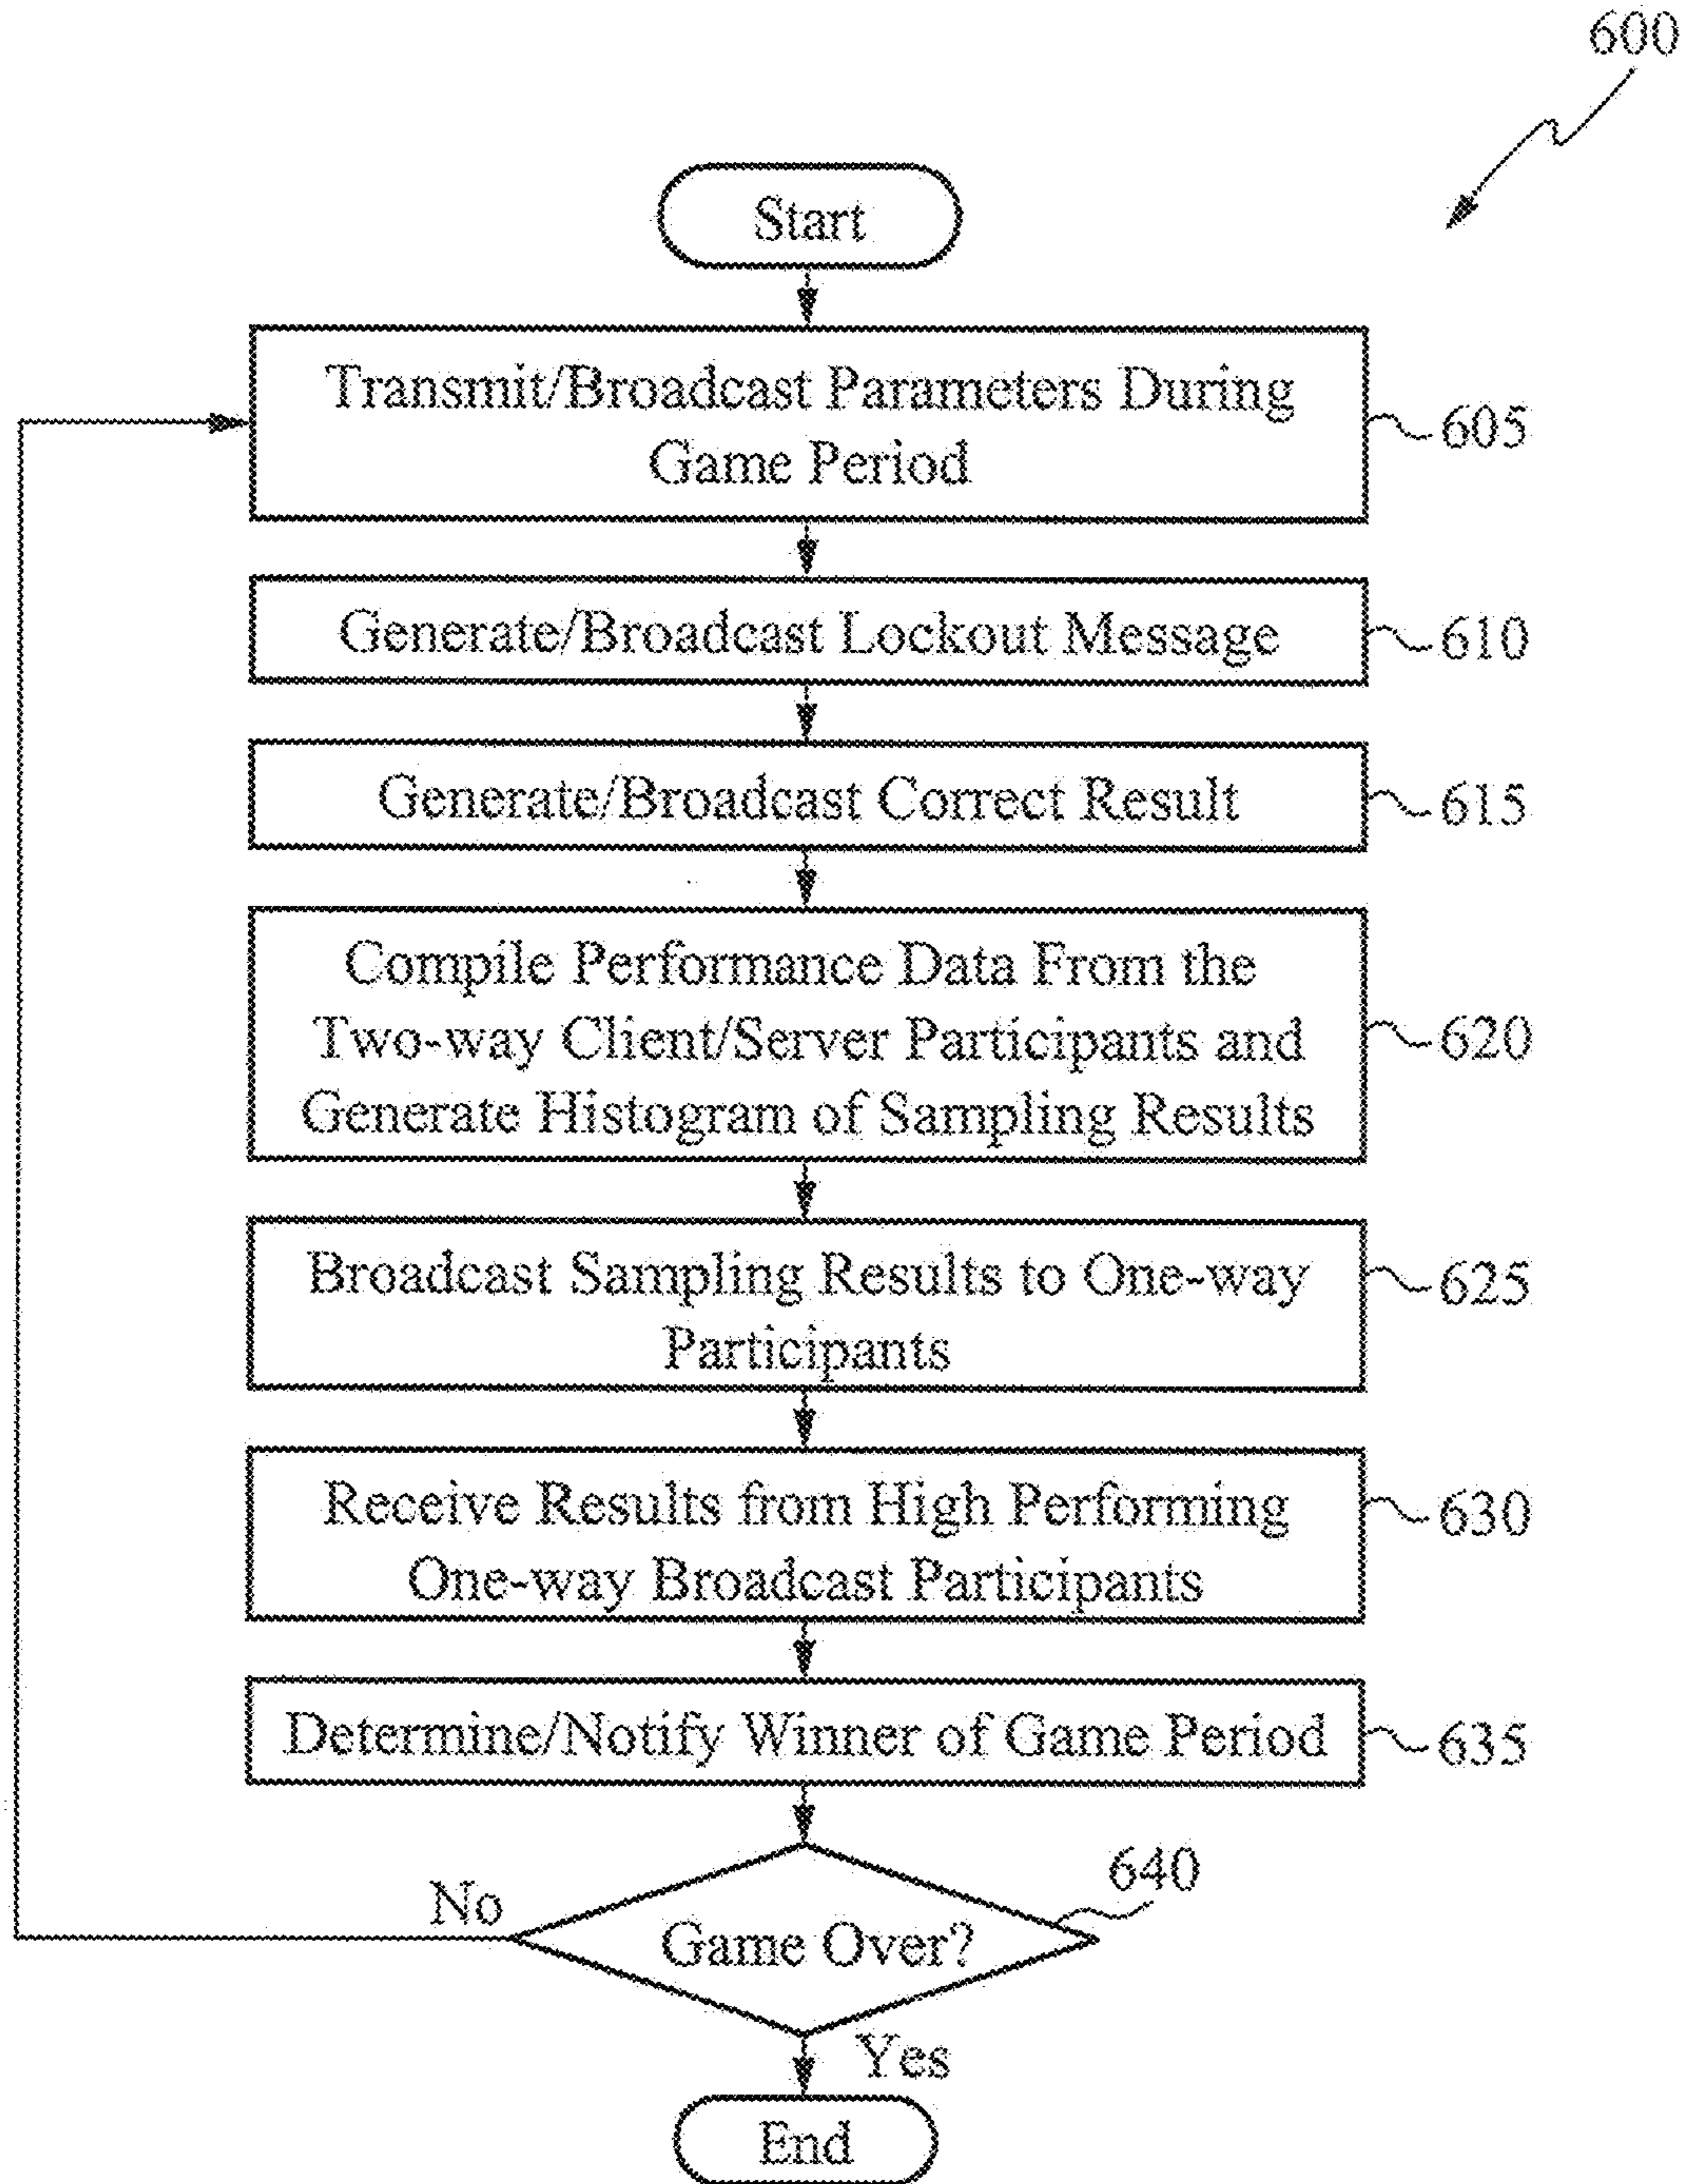 600
Start
Transmit/Broadcast Parameters During
Game Period
605
Generate/Broadcast Lockout Message
610
Generate/Broadcast Correct Result
615
Compile Performance Data From the
Two-way Client/Server Participants and
Generate Histogram of Sampling Results
620
Broadcast Sampling Results to One-way
Participants
625
Receive Results from High Performing
One-way Broadcast Participants
630
Determine/Notify Winner of Game Period
635
640
No
Game Over?
Yes
End